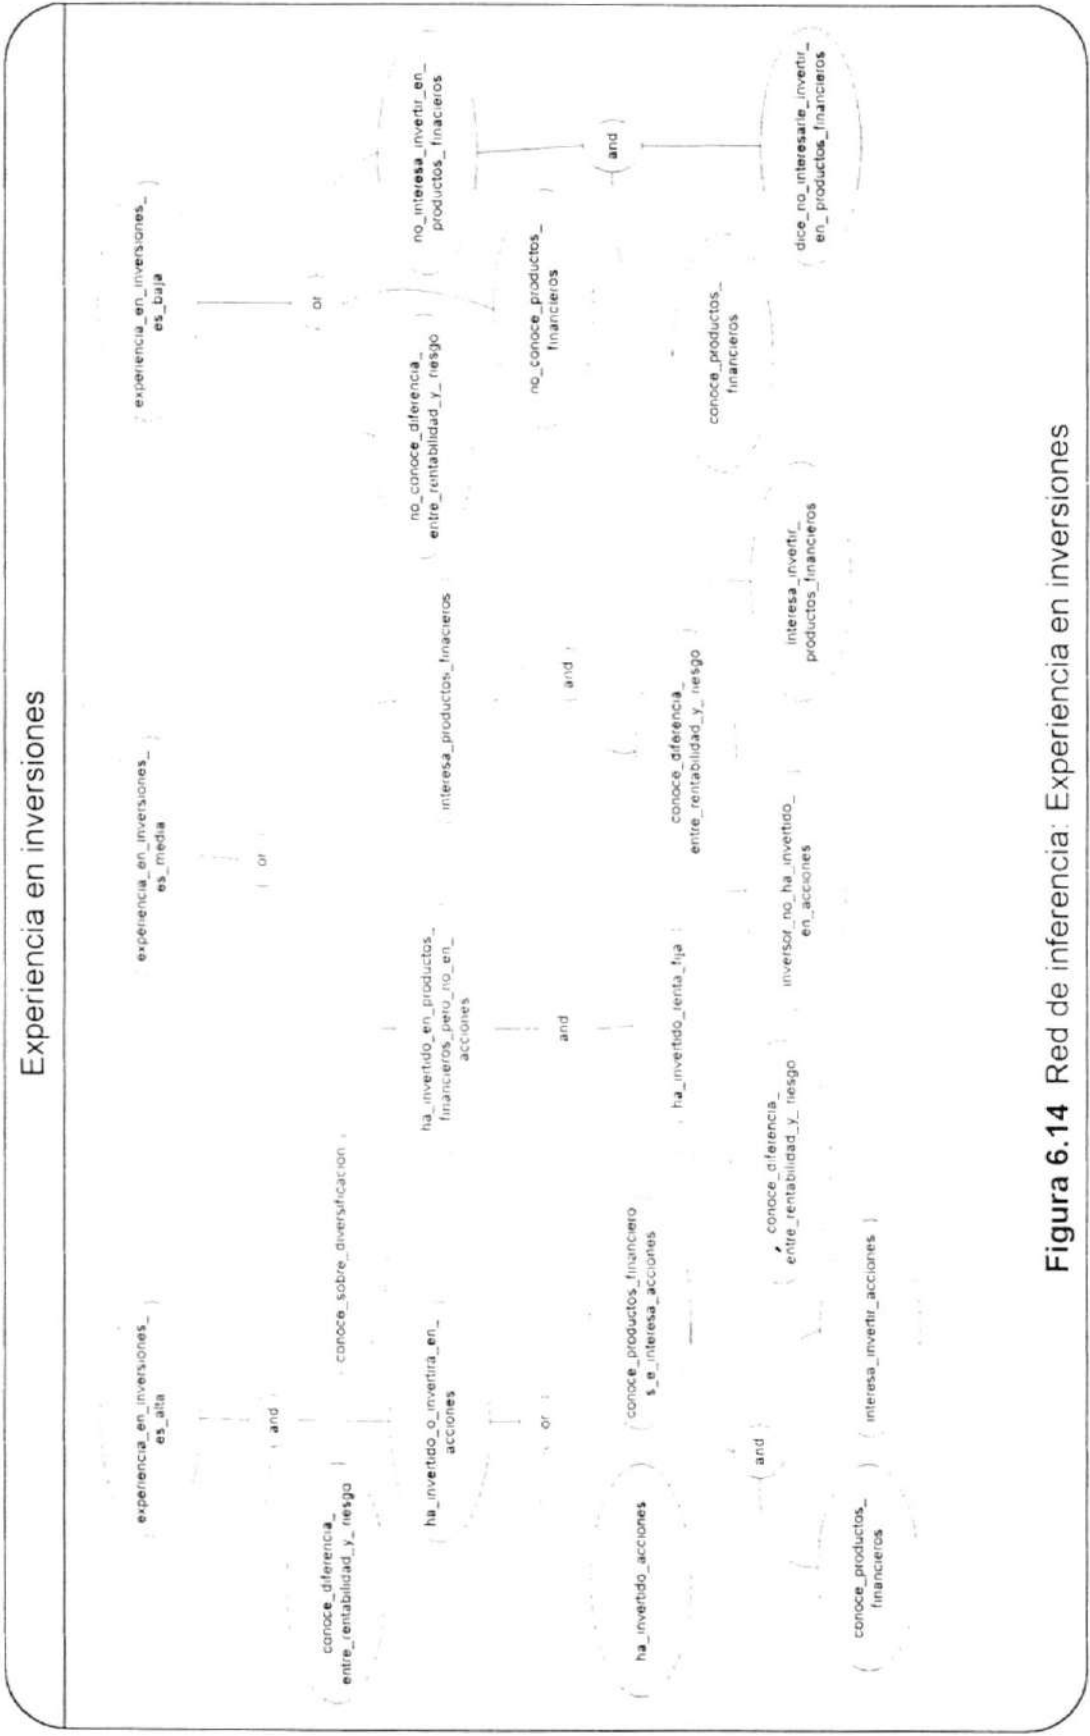 Experiencia en inversiones
experiencia_en_inversiones_
es_alta
and
conoce_diferencia_
entre_rentabilidad_y_riesgo
conoce_sobre_diversificacion
ha_invertido_o_invertira_en_
acciones
or
ha_invertido_acciones
conoce_productos_financiero
s_e_interesa_acciones
and
conoce_productos_
financieros
interesa_invertir_acciones
experiencia_en_inversiones_
es_media
or
ha_invertido_en_productos_
financieros_pero_no_en_
acciones
interesa_productos_finacieros
and
and
ha_invertido_renta_fija
conoce_diferencia_
entre_rentabilidad_y_riesgo
conoce_diferencia_
entre_rentabilidad_y_riesgo
inversor_no_ha_invertido_
en_acciones
interesa_invertir_
productos_financieros
experiencia_en_inversiones_
es_baja
or
no_conoce_diferencia_
entre_rentabilidad_y_riesgo
no_interesa_invertir_en_
productos_finacieros
no_conoce_productos_
financieros
and
conoce_productos_
financieros
dice_no_interesarle_invertir_
en_productos_financieros
Figura 6.14 Red de inferencia: Experiencia en inversiones